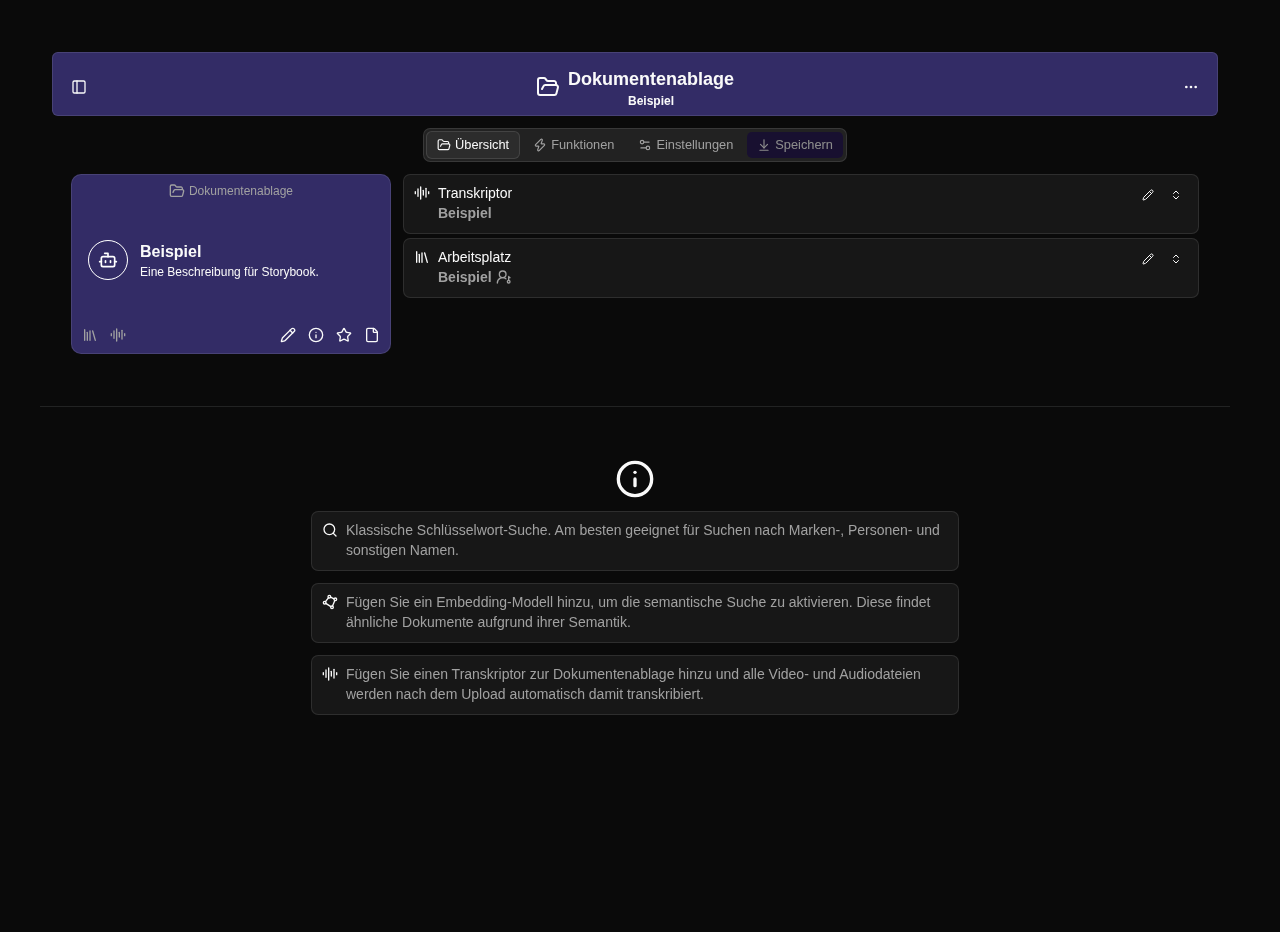 Dokumentenablage
Beispiel
Übersicht
Funktionen
Einstellungen
Speichern
Dokumentenablage
Beispiel
Eine Beschreibung für Storybook.
Transkriptor
Beispiel
Arbeitsplatz
Beispiel
Klassische Schlüsselwort-Suche. Am besten geeignet für Suchen nach Marken-, Personen- und
sonstigen Namen.
Fügen Sie ein Embedding-Modell hinzu, um die semantische Suche zu aktivieren. Diese findet
ähnliche Dokumente aufgrund ihrer Semantik.
Fügen Sie einen Transkriptor zur Dokumentenablage hinzu und alle Video- und Audiodateien
werden nach dem Upload automatisch damit transkribiert.